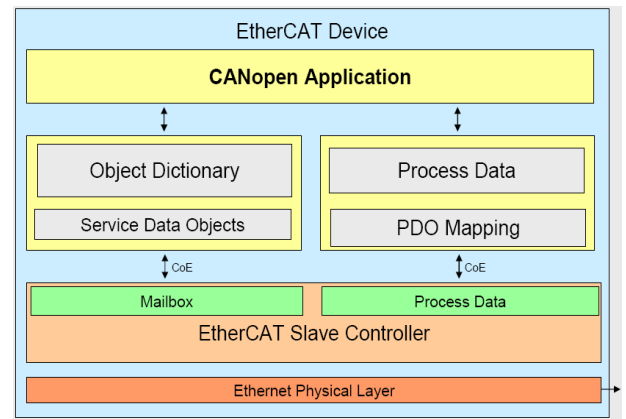 EtherCAT Device
CANopen Application
Object Dictionary
Service Data Objects
Process Data
PDO Mapping
CoE
CoE
Mailbox
Process Data
EtherCAT Slave Controller
Ethernet Physical Layer